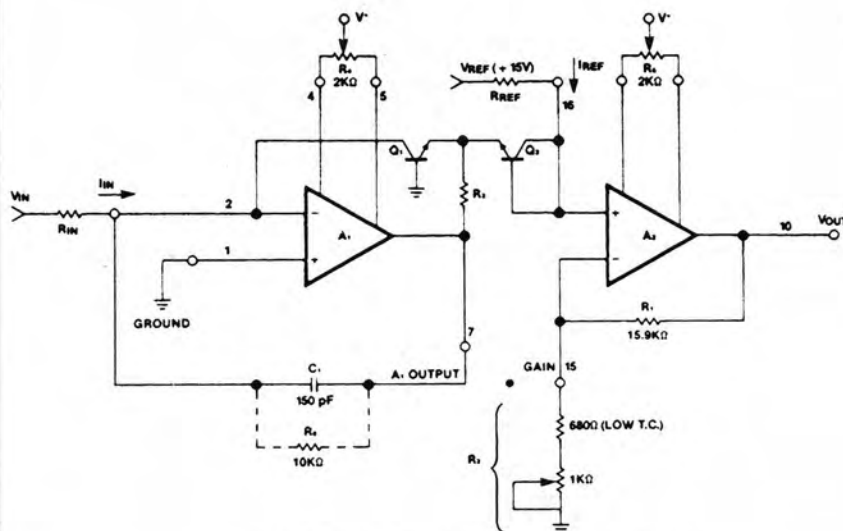 V-
V-
R₄
2KΩ
4
5
VREF (+ 15V)
RREF
IREF
16
R₄
2KΩ
Q₁
Q₂
R₂
VIN
IIN
RIN
2
-
A₁
+
1
GROUND
+
A₂
-
10
VOUT
R₁
15.9KΩ
7
C₁
150 pF
A₁ OUTPUT
GAIN
15
10KΩ
680Ω (LOW T.C.)
1KΩ